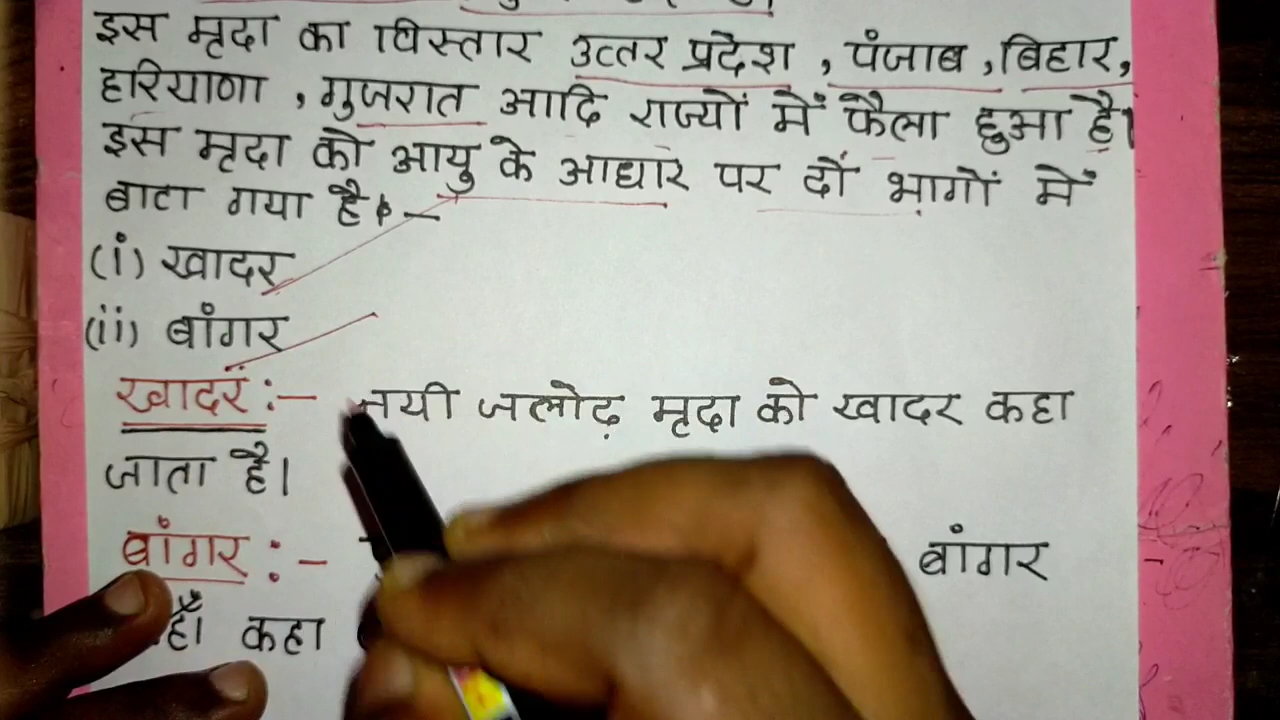 इस मृदा का विस्तार उत्तर प्रदेश, पंजाब, बिहार,
हरियाणा, गुजरात आदि राज्यों में फैला हुआ है।
इस मृदा को आयु के आधार पर दो भागों में
बाटा गया है। –
(i) खादर
(ii) बांगर
खादर :– नयी जलोढ़ मृदा को खादर कहा
जाता है।
बांगर :– बांगर
कहा